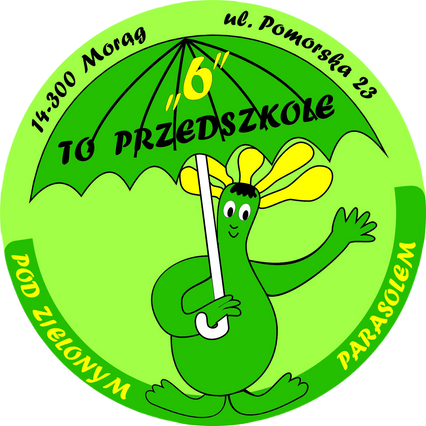 14-300 Morąg
ul. Pomorska 23
„6”
TO PRZEDSZKOLE
POD ZIELONYM
PARASOLEM